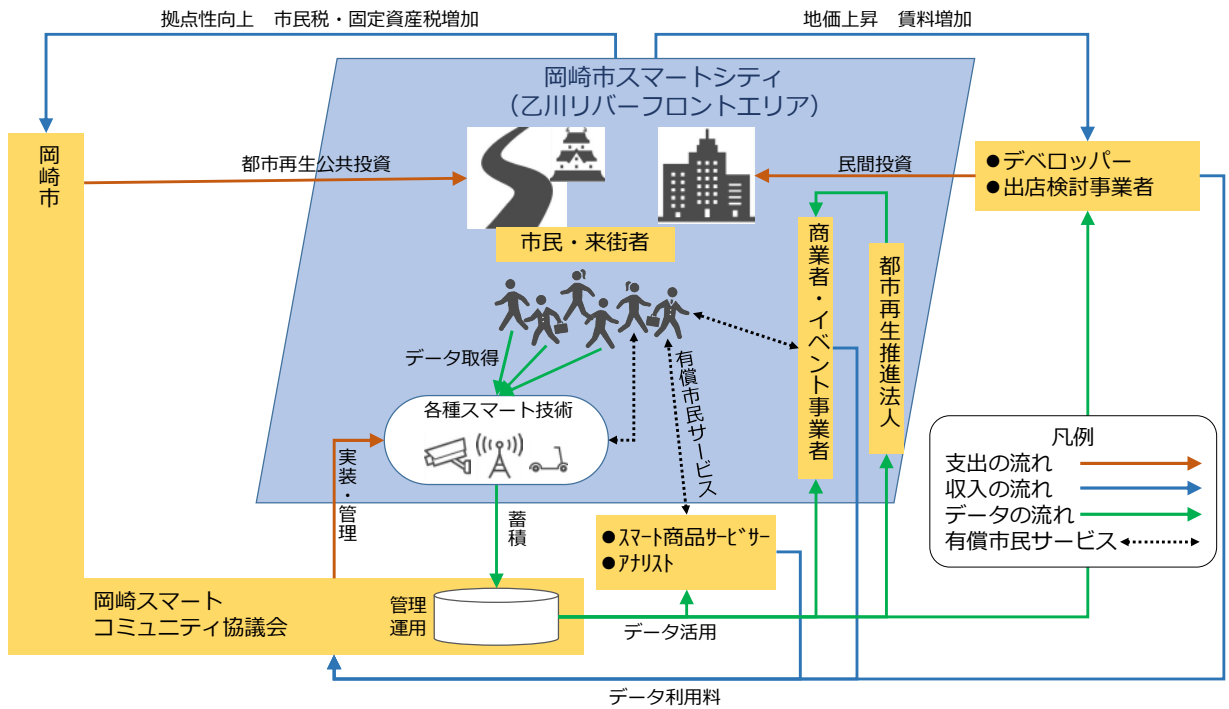 拠点性向上　市民税・固定資産税増加
地価上昇　賃料増加
岡崎市スマートシティ
（乙川リバーフロントエリア）
岡崎市
都市再生公共投資
民間投資
●デベロッパー
●出店検討事業者
市民・来街者
商業者・イベント事業者
都市再生推進法人
データ取得
有償市民サービス
各種スマート技術
実装・管理
蓄積
凡例
支出の流れ
収入の流れ
データの流れ
有償市民サービス
●ｽﾏｰﾄ商品ｻｰﾋﾞｻｰ
●ｱﾅﾘｽﾄ
岡崎スマート
コミュニティ協議会
管理
運用
データ活用
データ利用料